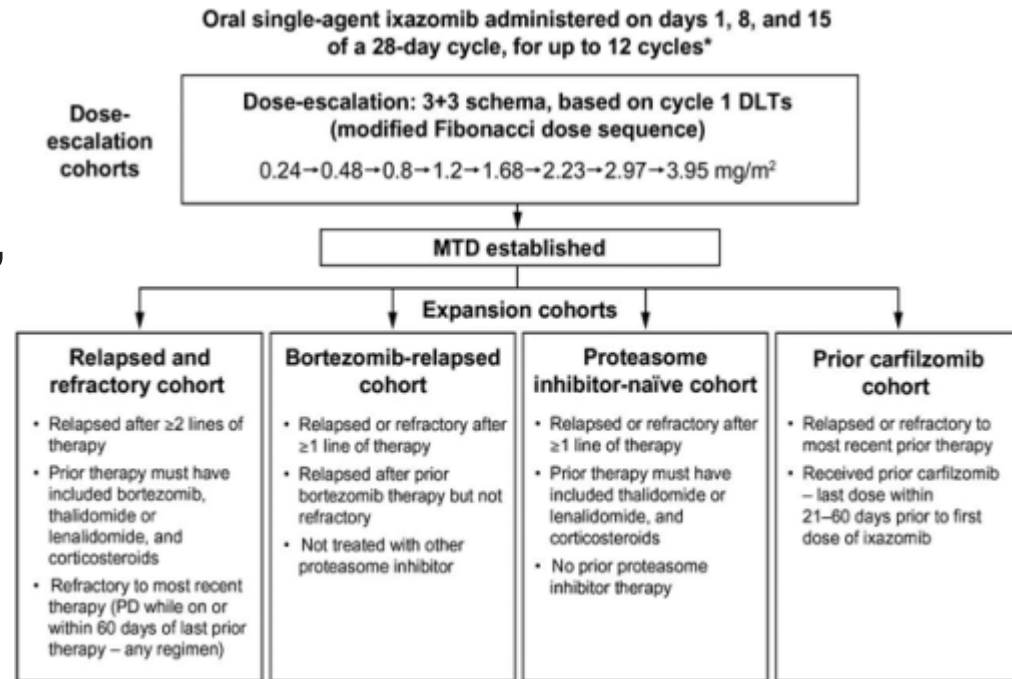 Oral single-agent ixazomib administered on days 1, 8, and 15
of a 28-day cycle, for up to 12 cycles*
Dose-
escalation
cohorts
Dose-escalation: 3+3 schema, based on cycle 1 DLTs
(modified Fibonacci dose sequence)
0.24→0.48→0.8→1.2→1.68→2.23→2.97→3.95 mg/m²
MTD established
Expansion cohorts
Relapsed and
refractory cohort
• Relapsed after ≥2 lines of
therapy
• Prior therapy must have
included bortezomib,
thalidomide or
lenalidomide, and
corticosteroids
• Refractory to most recent
therapy (PD while on or
within 60 days of last prior
therapy – any regimen)
Bortezomib-relapsed
cohort
• Relapsed or refractory after
≥1 line of therapy
• Relapsed after prior
bortezomib therapy but not
refractory
• Not treated with other
proteasome inhibitor
Proteasome
inhibitor-naïve cohort
• Relapsed or refractory after
≥1 line of therapy
• Prior therapy must have
included thalidomide or
lenalidomide, and
corticosteroids
• No prior proteasome
inhibitor therapy
Prior carfilzomib
cohort
• Relapsed or refractory to
most recent prior therapy
• Received prior carfilzomib
– last dose within
21–60 days prior to first
dose of ixazomib